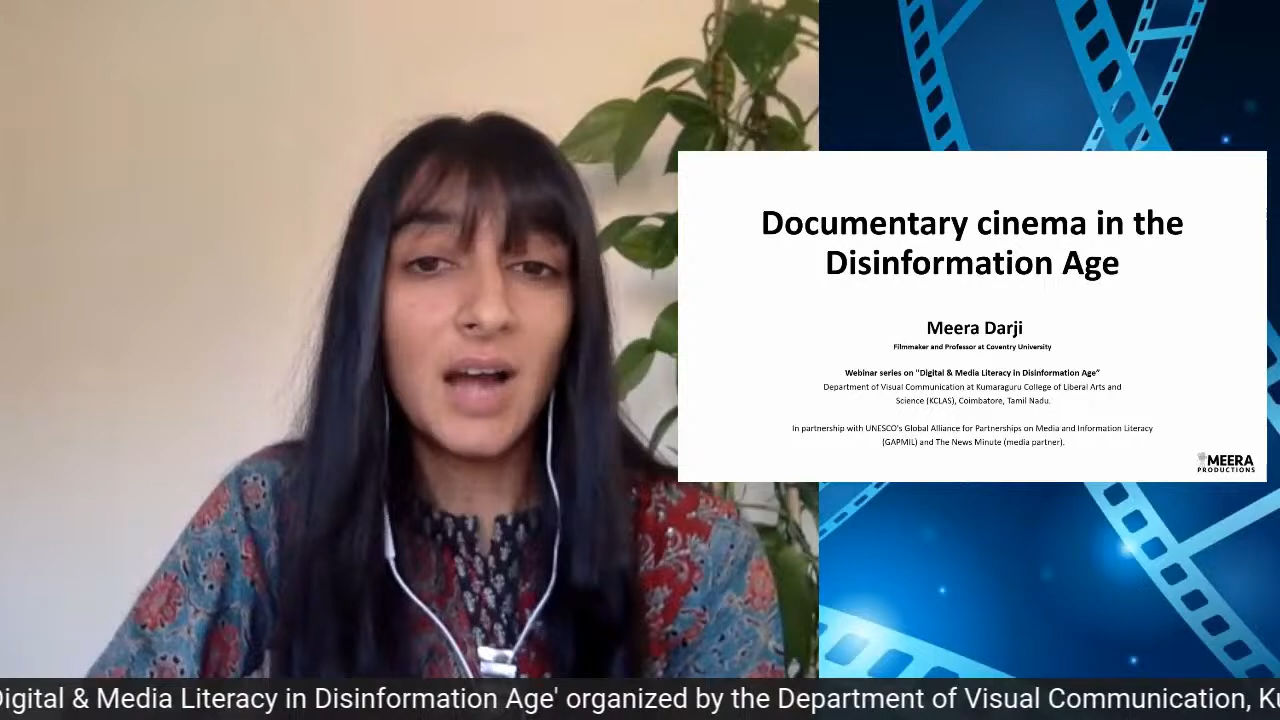 Documentary cinema in the
Disinformation Age
Meera Darji
Filmmaker and Professor at Coventry University
Webinar series on "Digital & Media Literacy in Disinformation Age"
Department of Visual Communication at Kumaraguru College of Liberal Arts and
Science (KCLAS), Coimbatore, Tamil Nadu.
In partnership with UNESCO's Global Alliance for Partnerships on Media and Information Literacy
(GAPMIL) and The News Minute (media partner).
MEERA
PRODUCTIONS
Digital & Media Literacy in Disinformation Age' organized by the Department of Visual Communication, Ku